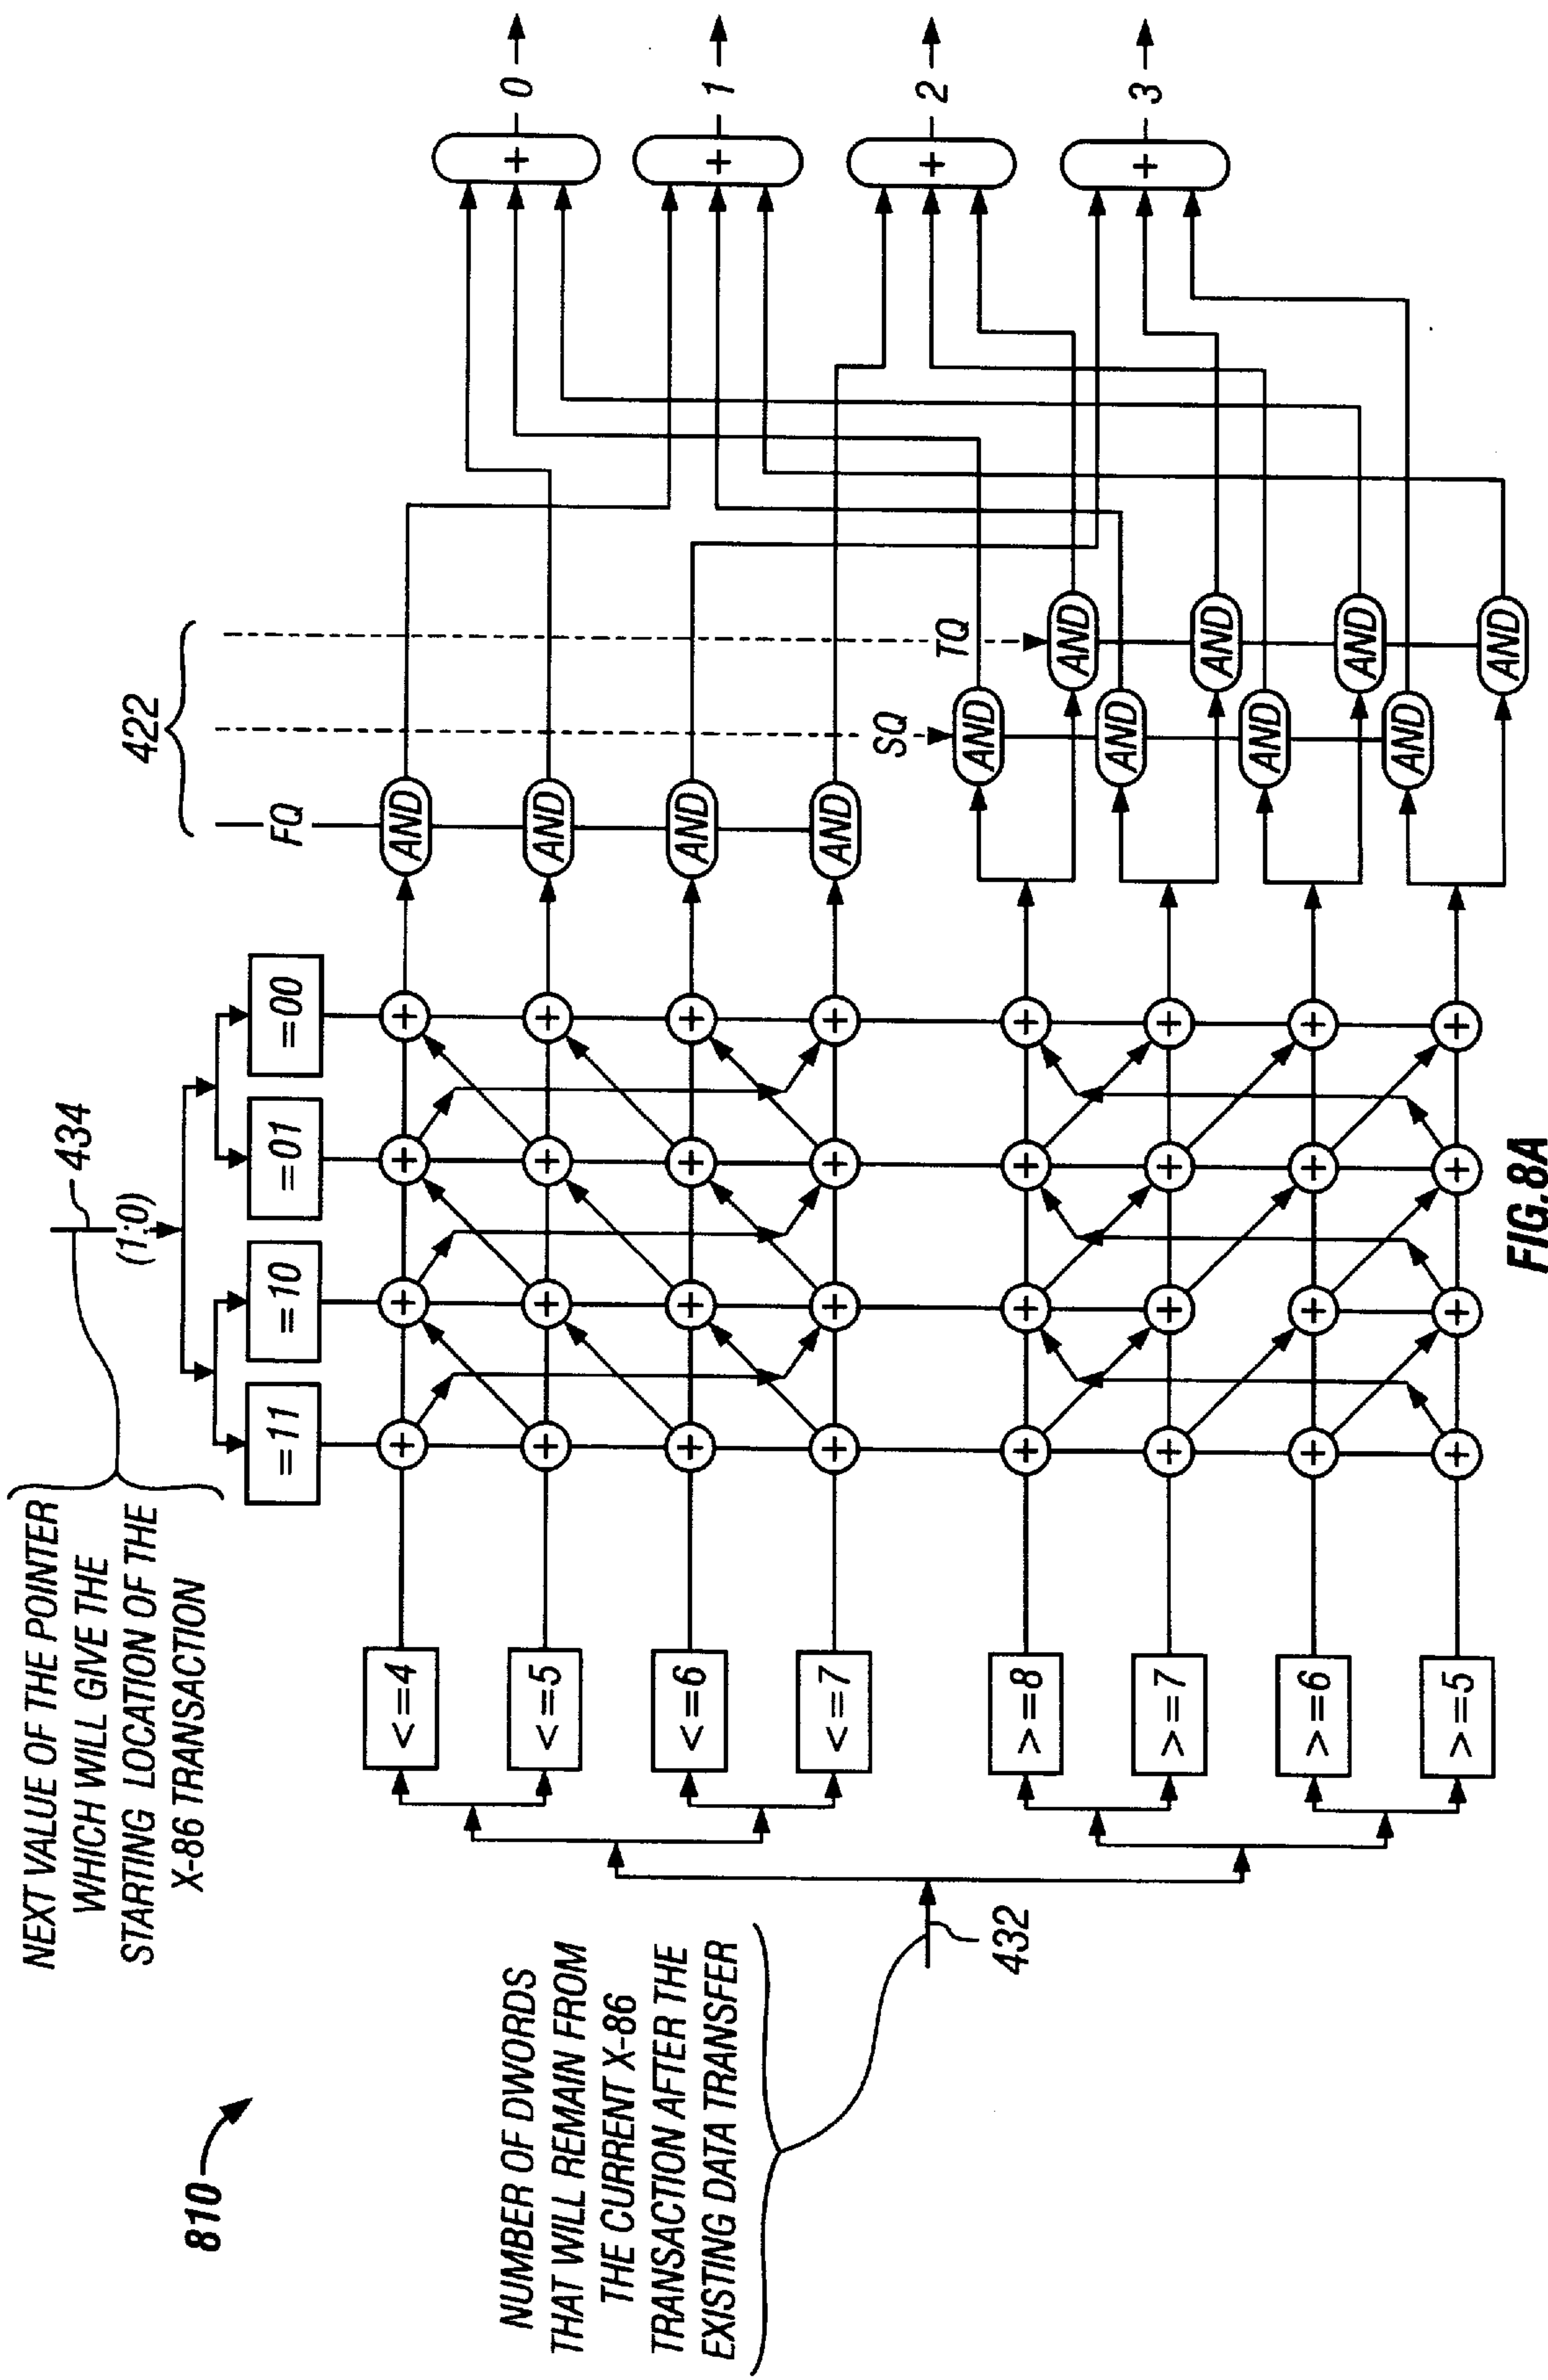 810
NEXT VALUE OF THE POINTER
WHICH WILL GIVE THE
STARTING LOCATION OF THE
X-86 TRANSACTION
434
(1:0)
=11
=10
=01
=00
422
FQ
SQ
TQ
NUMBER OF DWORDS
THAT WILL REMAIN FROM
THE CURRENT X-86
TRANSACTION AFTER THE
EXISTING DATA TRANSFER
432
<=4
+ + + +
AND
<=5
+ + + +
AND
<=6
+ + + +
AND
<=7
+ + + +
AND
>=8
+ + + +
AND
AND
>=7
+ + + +
AND
AND
>=6
+ + + +
AND
AND
>=5
+ + + +
AND
AND
+ 0
+ 1
+ 2
+ 3
FIG.8A